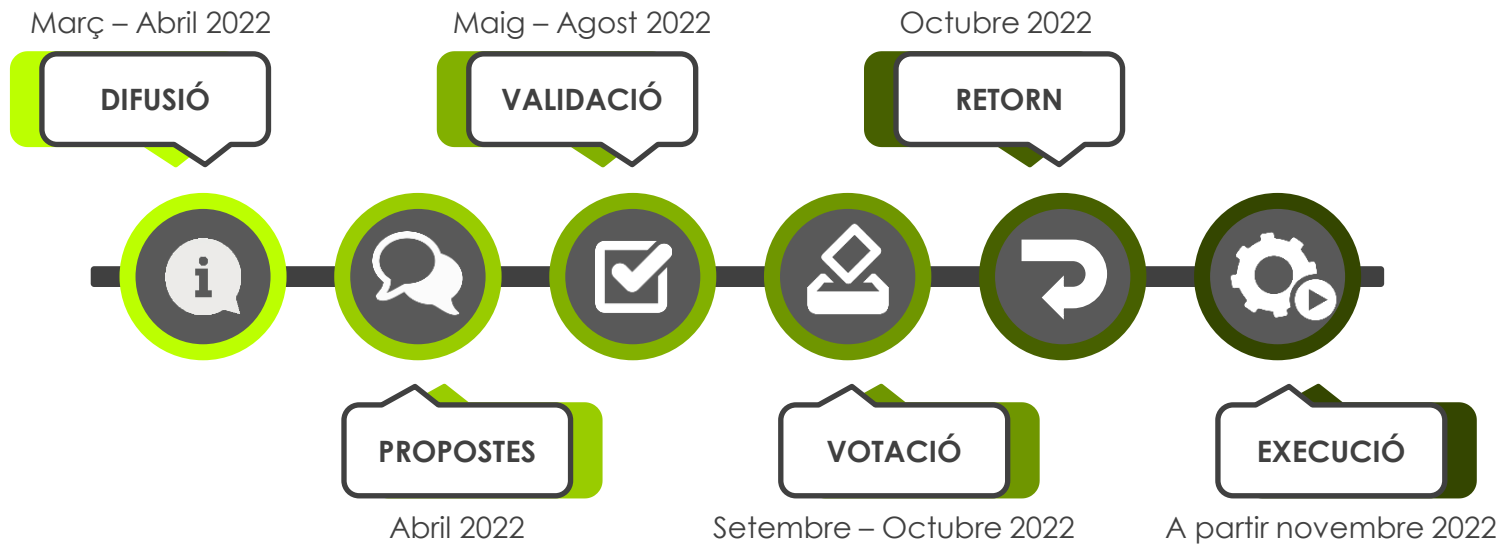 Març – Abril 2022
DIFUSIÓ
Maig – Agost 2022
VALIDACIÓ
Octubre 2022
RETORN
i
PROPOSTES
Abril 2022
VOTACIÓ
Setembre – Octubre 2022
EXECUCIÓ
A partir novembre 2022